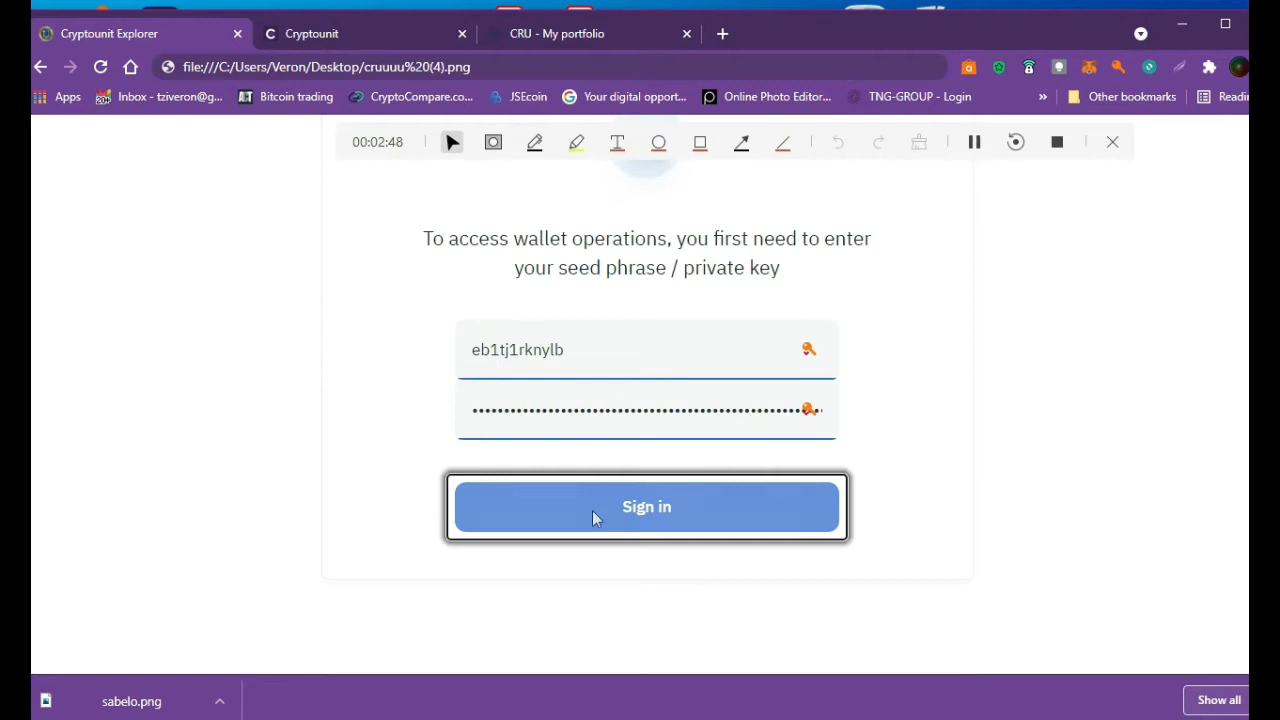 Cryptounit Explorer
Cryptounit
CRU - My portfolio
file:///C:/Users/Veron/Desktop/cruuuu%20(4).png
Apps
20+
Inbox - tziveron@g...
Bitcoin trading
CryptoCompare.co...
JSEcoin
Your digital opport...
Online Photo Editor...
TNG-GROUP - Login
»
Other bookmarks
Readin
00:02:48
To access wallet operations, you first need to enter
your seed phrase / private key
eb1tj1rknylb
Sign in
sabelo.png
Show all